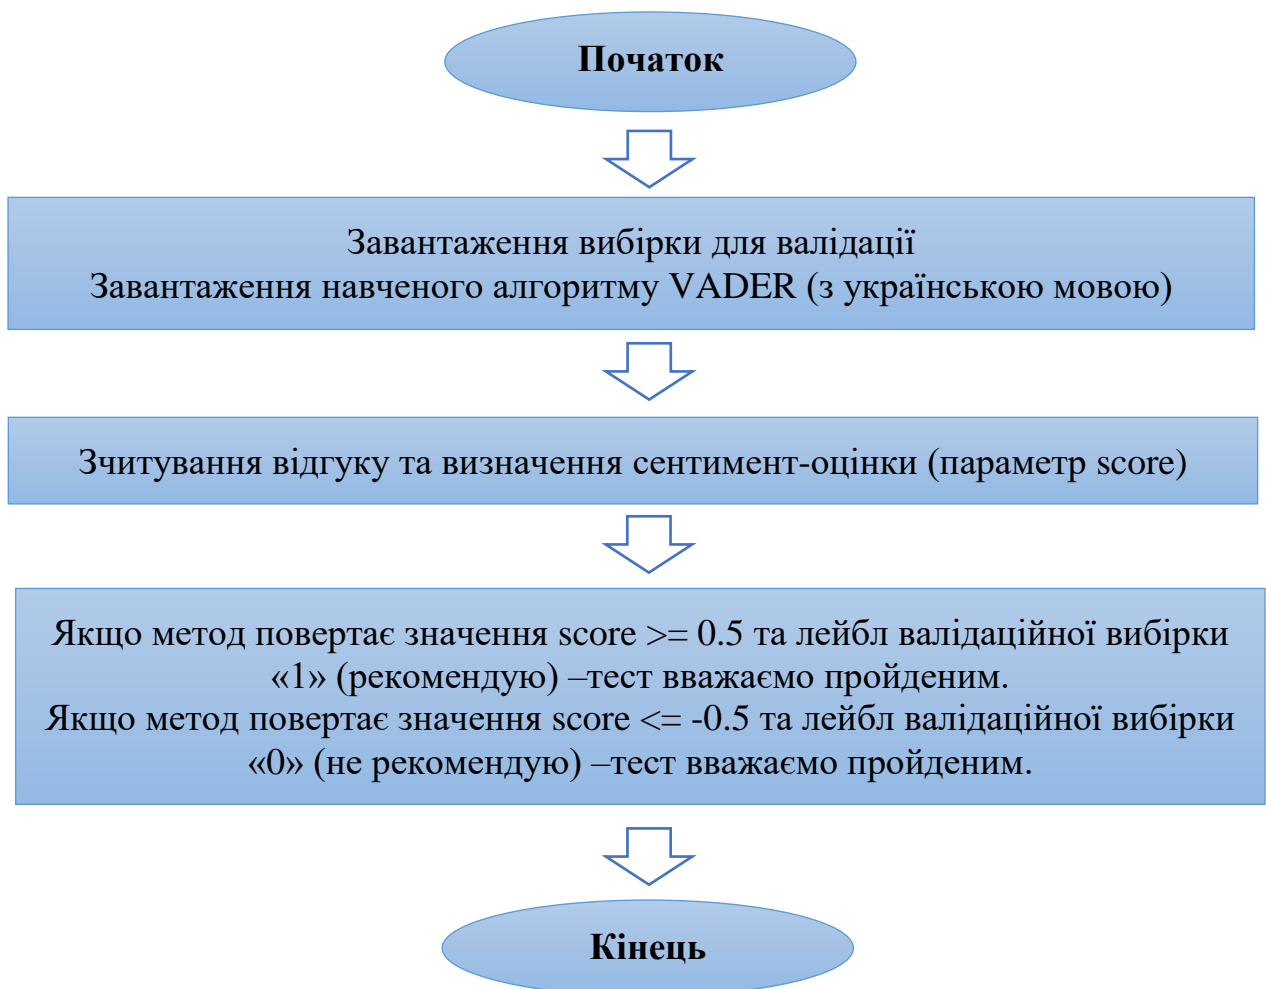 Початок
Завантаження вибірки для валідації
Завантаження навченого алгоритму VADER (з українською мовою)
Зчитування відгуку та визначення сентимент-оцінки (параметр score)
Якщо метод повертає значення score >= 0.5 та лейбл валідаційної вибірки
«1» (рекомендую) –тест вважаємо пройденим.
Якщо метод повертає значення score <= -0.5 та лейбл валідаційної вибірки
«0» (не рекомендую) –тест вважаємо пройденим.
Кінець